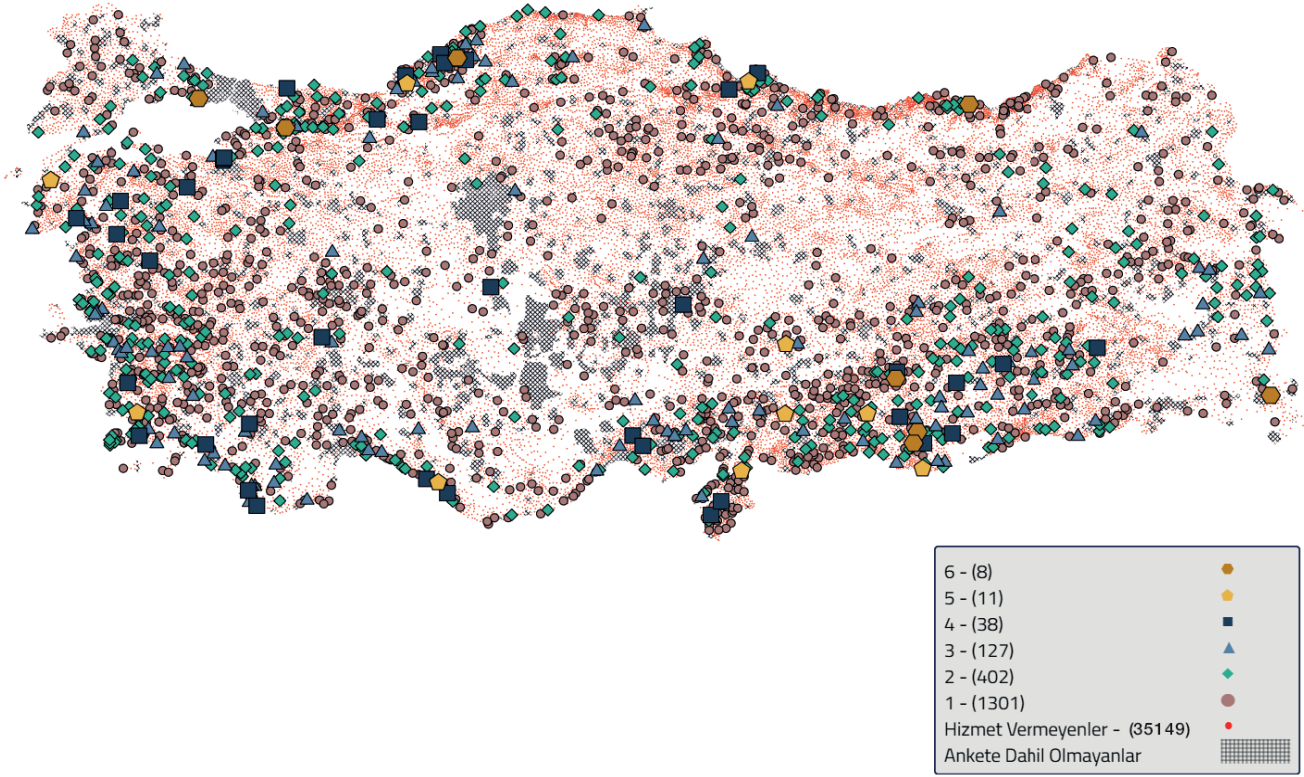 6 - (8)
5 - (11)
4 - (38)
3 - (127)
2 - (402)
1 - (1301)
Hizmet Vermeyenler - (35149)
Ankete Dahil Olmayanlar